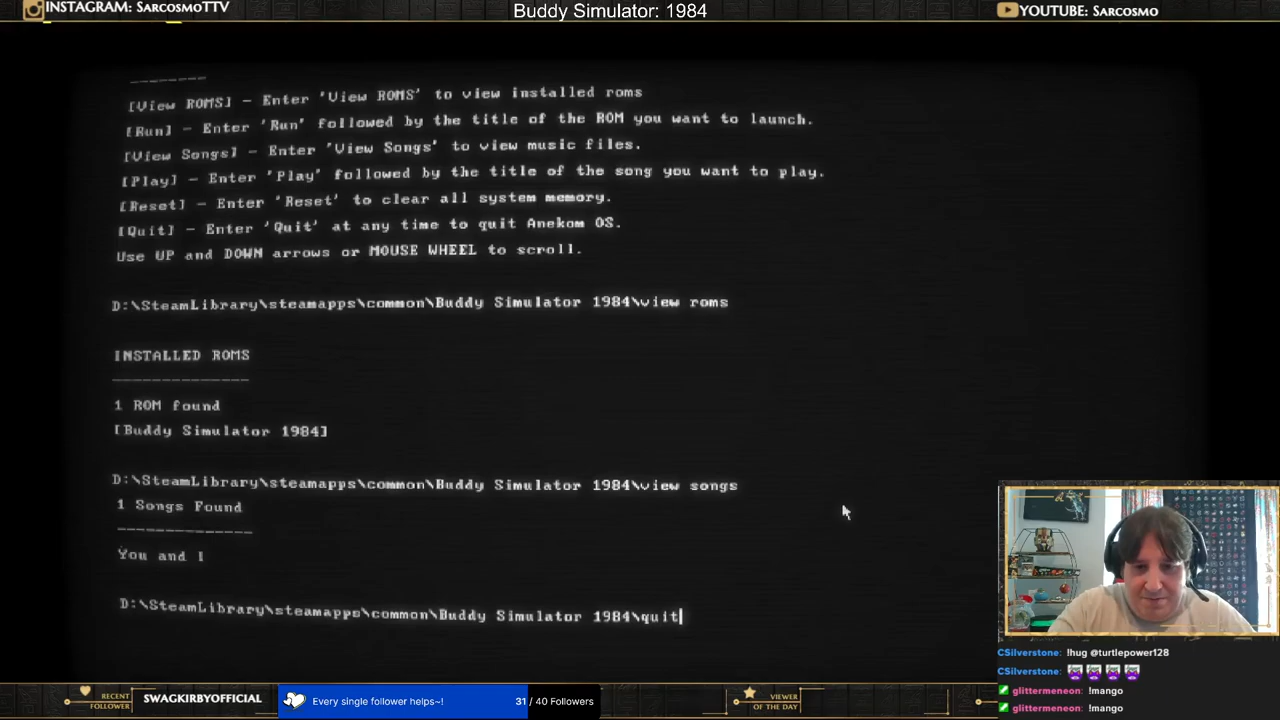 INSTAGRAM: SARCOSMOTTV
Buddy Simulator: 1984
YOUTUBE: SARCOSMO
[View ROMS] - Enter 'View ROMS' to view installed roms
[Run] - Enter 'Run' followed by the title of the ROM you want to launch.
[View Songs] - Enter 'View Songs' to view music files.
[Play] - Enter 'Play' followed by the title of the song you want to play.
[Reset] - Enter 'Reset' to clear all system memory.
[Quit] - Enter 'Quit' at any time to quit Anekom OS.
Use UP and DOWN arrows or MOUSE WHEEL to scroll.
D:\SteamLibrary\steamapps\common\Buddy Simulator 1984\view roms
INSTALLED ROMS
--------------
1 ROM found
[Buddy Simulator 1984]
D:\SteamLibrary\steamapps\common\Buddy Simulator 1984\view songs
1 Songs Found
--------------
You and I
D:\SteamLibrary\steamapps\common\Buddy Simulator 1984\quit
CSilverstone: !hug @turtlepower128
CSilverstone:
glittermeneon: !mango
glittermeneon: !mango
RECENT FOLLOWER
SWAGKIRBYOFFICIAL
Every single follower helps~!
31 / 40 Followers
VIEWER OF THE DAY